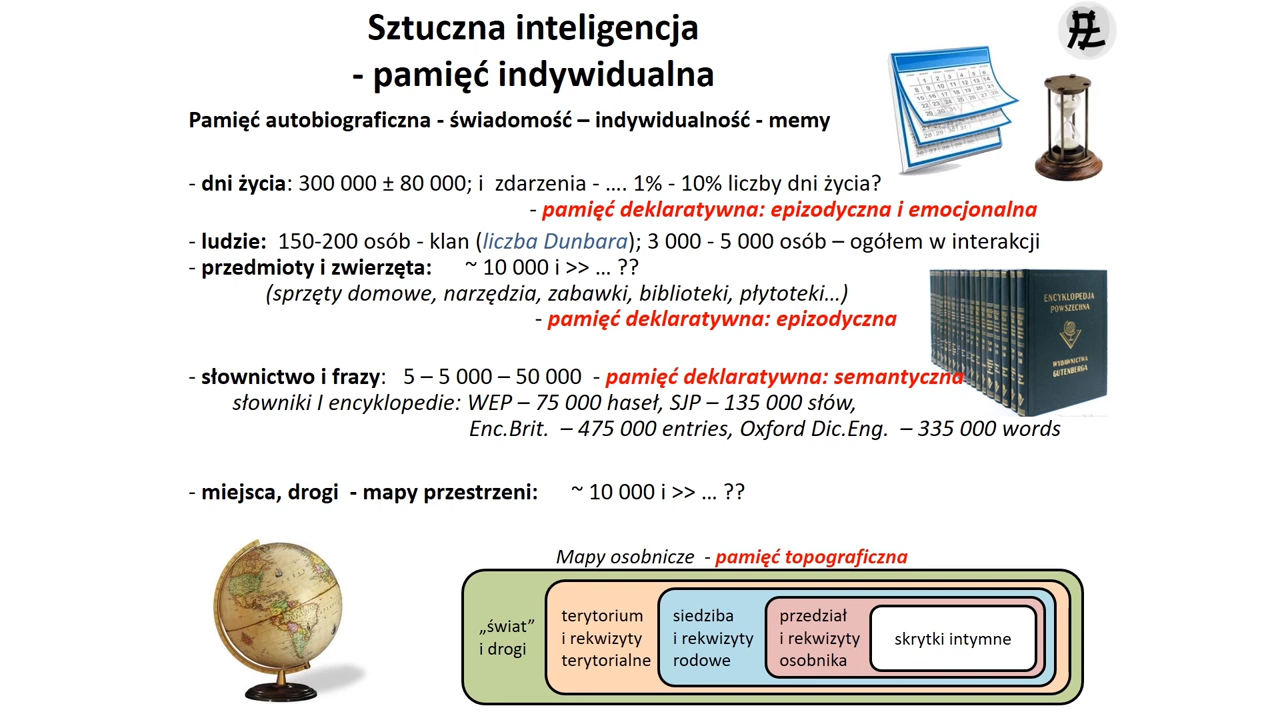 Sztuczna inteligencja
- pamięć indywidualna
Pamięć autobiograficzna - świadomość – indywidualność - memy
- dni życia: 300 000 ± 80 000; i zdarzenia - …. 1% - 10% liczby dni życia?
- pamięć deklaratywna: epizodyczna i emocjonalna
- ludzie: 150-200 osób - klan (liczba Dunbara); 3 000 - 5 000 osób – ogółem w interakcji
- przedmioty i zwierzęta: ~ 10 000 i >> … ??
(sprzęty domowe, narzędzia, zabawki, biblioteki, płytoteki…)
- pamięć deklaratywna: epizodyczna
ENCYKLOPEDJA
POWSZECHNA
WYDAWNICTWA
GUTENBERGA
- słownictwo i frazy: 5 – 5 000 – 50 000 - pamięć deklaratywna: semantyczna
słowniki I encyklopedie: WEP – 75 000 haseł, SJP – 135 000 słów,
Enc.Brit. – 475 000 entries, Oxford Dic.Eng. – 335 000 words
- miejsca, drogi - mapy przestrzeni: ~ 10 000 i >> … ??
Mapy osobnicze - pamięć topograficzna
„świat”
i drogi
terytorium
i rekwizyty
terytorialne
siedziba
i rekwizyty
rodowe
przedział
i rekwizyty
osobnika
skrytki intymne